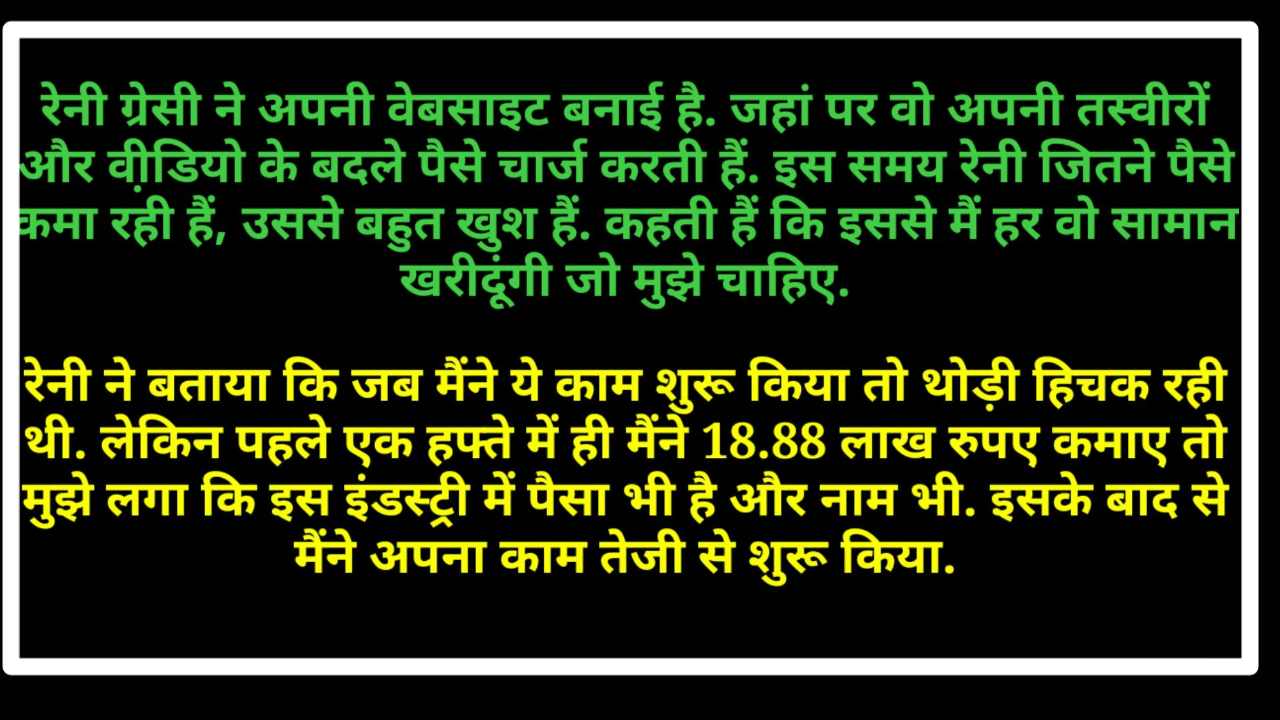 रेनी ग्रेसी ने अपनी वेबसाइट बनाई है. जहां पर वो अपनी तस्वीरों
और वी़डियो के बदले पैसे चार्ज करती हैं. इस समय रेनी जितने पैसे
कमा रही हैं, उससे बहुत खुश हैं. कहती हैं कि इससे मैं हर वो सामान
खरीदूंगी जो मुझे चाहिए.
रेनी ने बताया कि जब मैंने ये काम शुरू किया तो थोड़ी हिचक रही
थी. लेकिन पहले एक हफ्ते में ही मैंने 18.88 लाख रुपए कमाए तो
मुझे लगा कि इस इंडस्ट्री में पैसा भी है और नाम भी. इसके बाद से
मैंने अपना काम तेजी से शुरू किया.